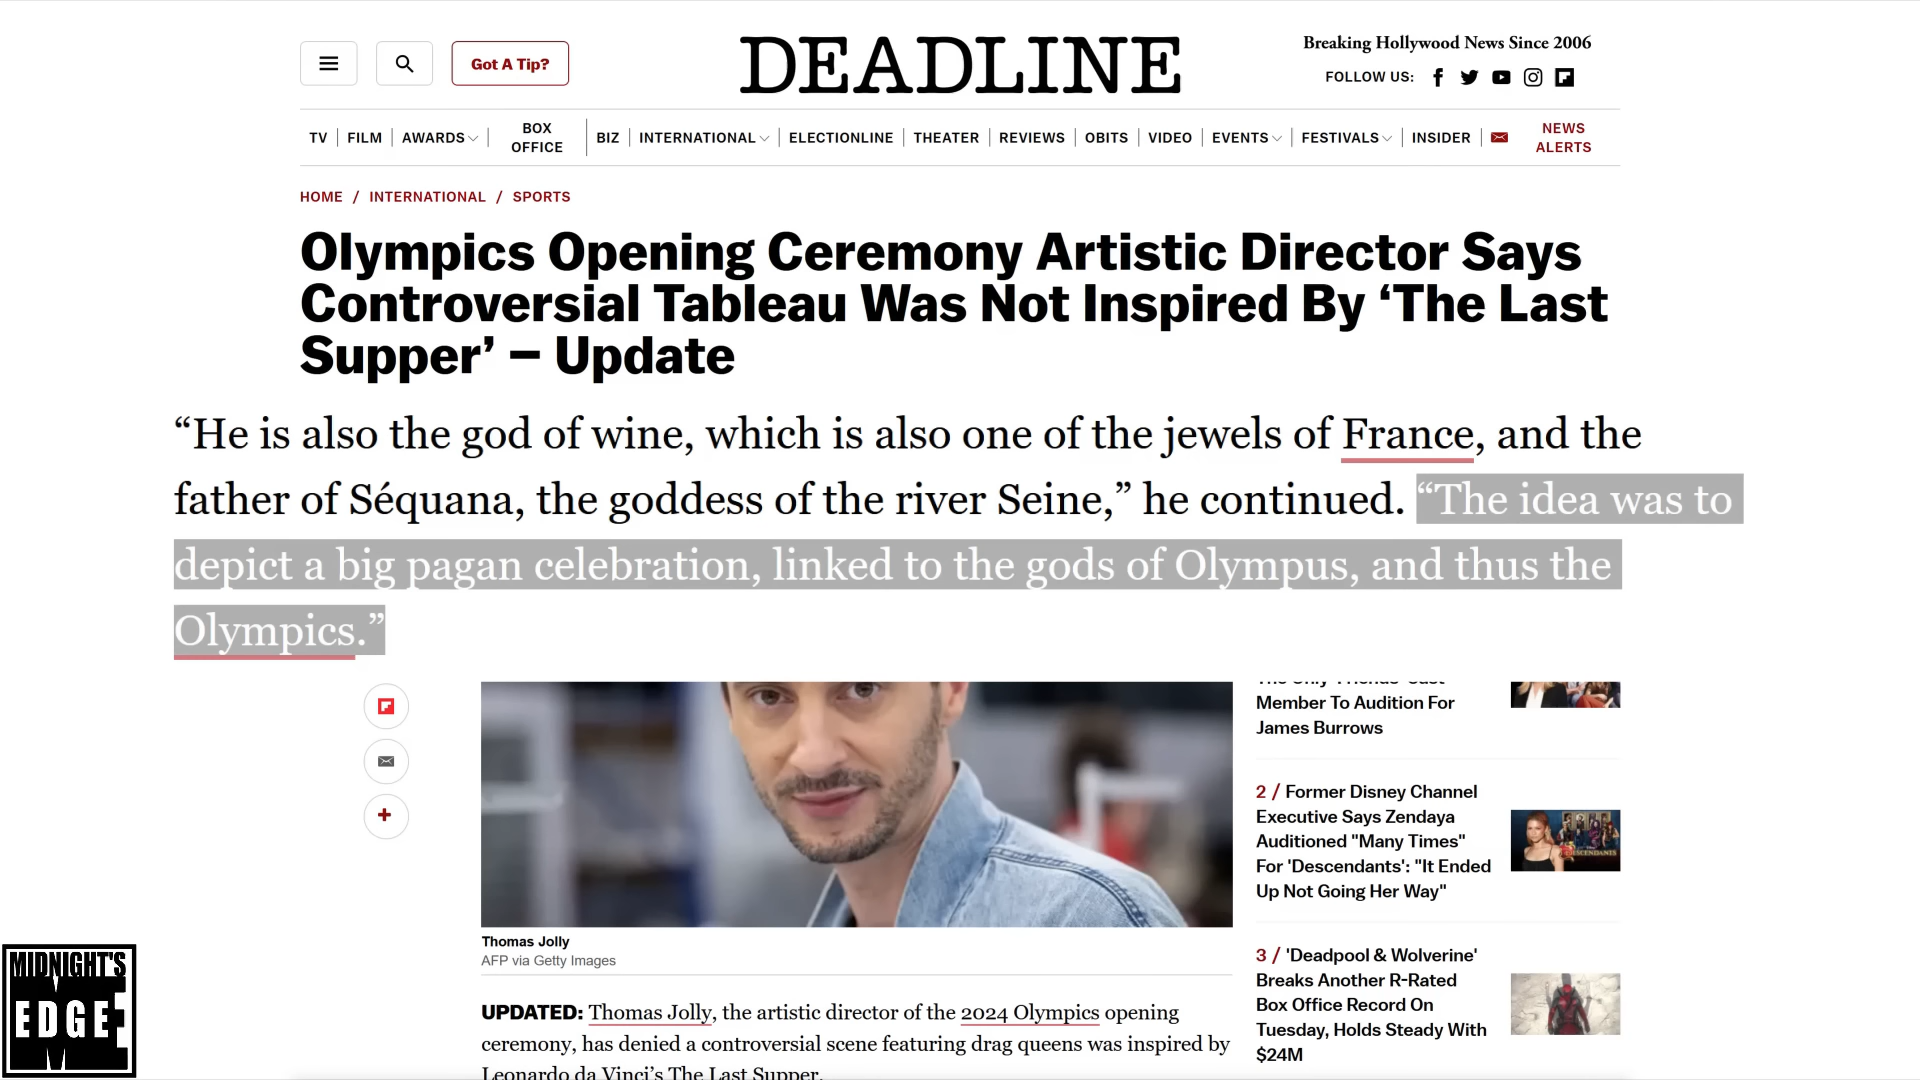 Got A Tip?
DEADLINE
Breaking Hollywood News Since 2006
FOLLOW US:
TV | FILM | AWARDS | BOX OFFICE | BIZ | INTERNATIONAL | ELECTIONLINE | THEATER | REVIEWS | OBITS | VIDEO | EVENTS | FESTIVALS | INSIDER | NEWS ALERTS
HOME / INTERNATIONAL / SPORTS
Olympics Opening Ceremony Artistic Director Says
Controversial Tableau Was Not Inspired By ‘The Last
Supper’ – Update
“He is also the god of wine, which is also one of the jewels of France, and the
father of Séquana, the goddess of the river Seine,” he continued. “The idea was to
depict a big pagan celebration, linked to the gods of Olympus, and thus the
Olympics.”
Thomas Jolly
AFP via Getty Images
UPDATED: Thomas Jolly, the artistic director of the 2024 Olympics opening
ceremony, has denied a controversial scene featuring drag queens was inspired by
Leonardo da Vinci’s The Last Supper.
The Only 'Friends' Cast
Member To Audition For
James Burrows
2 / Former Disney Channel
Executive Says Zendaya
Auditioned "Many Times"
For 'Descendants': "It Ended
Up Not Going Her Way"
DESCENDANTS
3 / 'Deadpool & Wolverine'
Breaks Another R-Rated
Box Office Record On
Tuesday, Holds Steady With
$24M
MIDNIGHT'S
EDGE